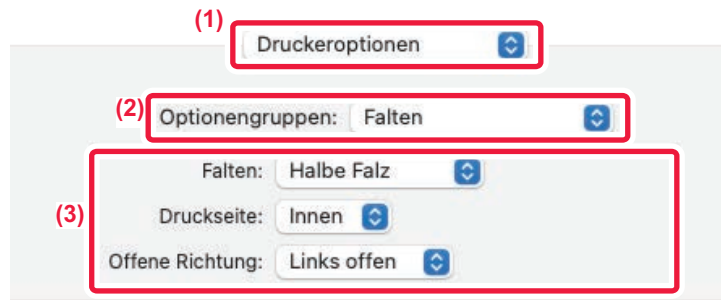 (1)
Druckeroptionen
(2) Optionengruppen: Falten
Falten: Halbe Falz
(3) Druckseite: Innen
Offene Richtung: Links offen